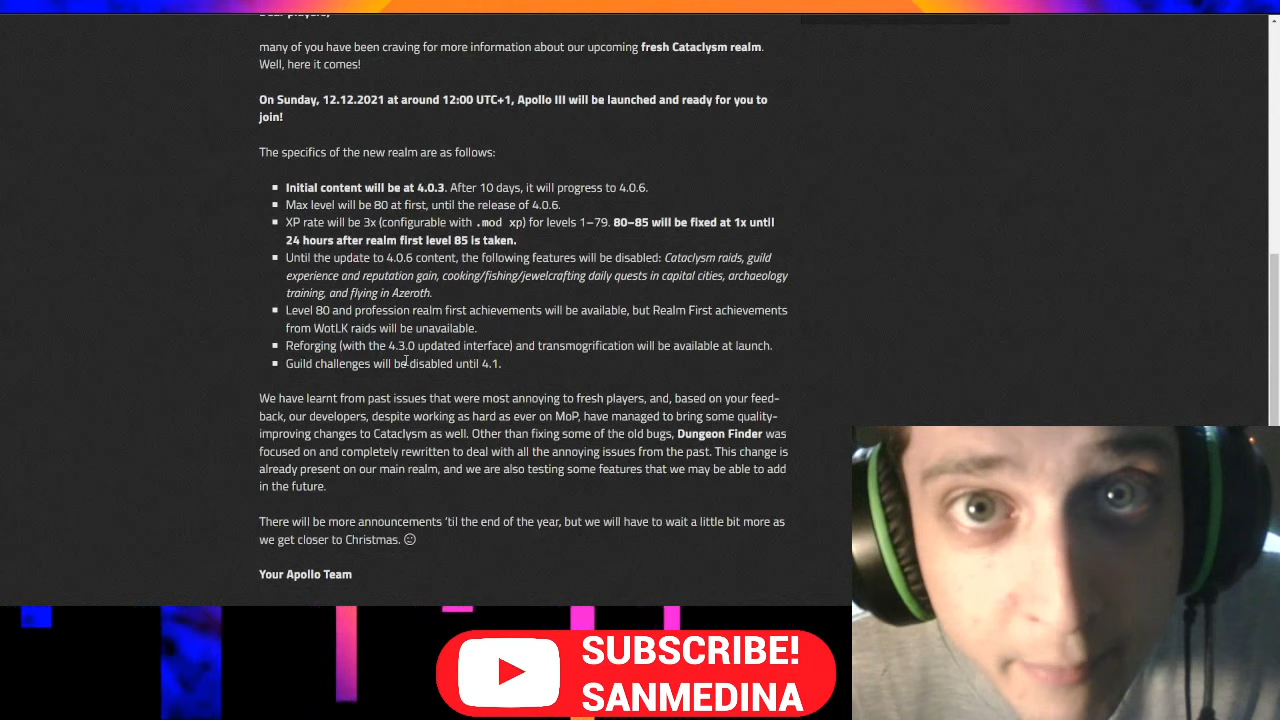 Dear players,
many of you have been craving for more information about our upcoming fresh Cataclysm realm.
Well, here it comes!
On Sunday, 12.12.2021 at around 12:00 UTC+1, Apollo III will be launched and ready for you to
join!
The specifics of the new realm are as follows:
Initial content will be at 4.0.3. After 10 days, it will progress to 4.0.6.
Max level will be 80 at first, until the release of 4.0.6.
XP rate will be 3x (configurable with .mod xp) for levels 1–79. 80–85 will be fixed at 1x until
24 hours after realm first level 85 is taken.
Until the update to 4.0.6 content, the following features will be disabled: Cataclysm raids, guild
experience and reputation gain, cooking/fishing/jewelcrafting daily quests in capital cities, archaeology
training, and flying in Azeroth.
Level 80 and profession realm first achievements will be available, but Realm First achievements
from WotLK raids will be unavailable.
Reforging (with the 4.3.0 updated interface) and transmogrification will be available at launch.
Guild challenges will be disabled until 4.1.
We have learnt from past issues that were most annoying to fresh players, and, based on your feed-
back, our developers, despite working as hard as ever on MoP, have managed to bring some quality-
improving changes to Cataclysm as well. Other than fixing some of the old bugs, Dungeon Finder was
focused on and completely rewritten to deal with all the annoying issues from the past. This change is
already present on our main realm, and we are also testing some features that we may be able to add
in the future.
There will be more announcements 'til the end of the year, but we will have to wait a little bit more as
we get closer to Christmas. ☺
Your Apollo Team
SUBSCRIBE!
SANMEDINA